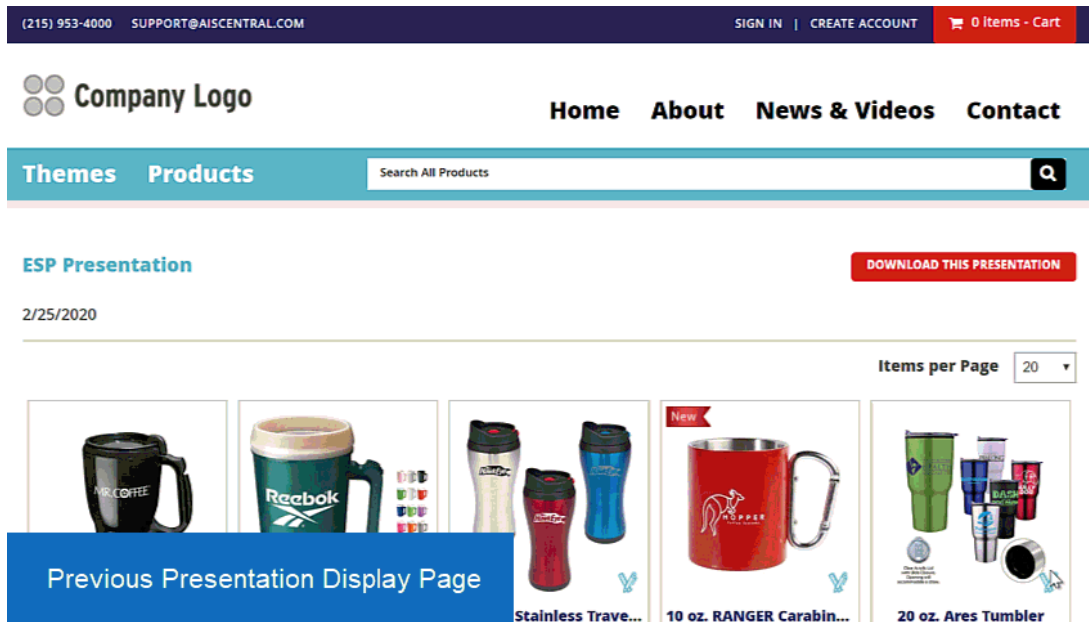 (215) 953-4000 SUPPORT@AISCENTRAL.COM SIGN IN | CREATE ACCOUNT 0 items - Cart
Company Logo
Home About News & Videos Contact
Themes Products Search All Products
ESP Presentation DOWNLOAD THIS PRESENTATION
2/25/2020
Items per Page 20
New
MR.COFFEE
Reebok
HOPPER
DASH
Previous Presentation Display Page
Stainless Trave... 10 oz. RANGER Carabin... 20 oz. Ares Tumbler